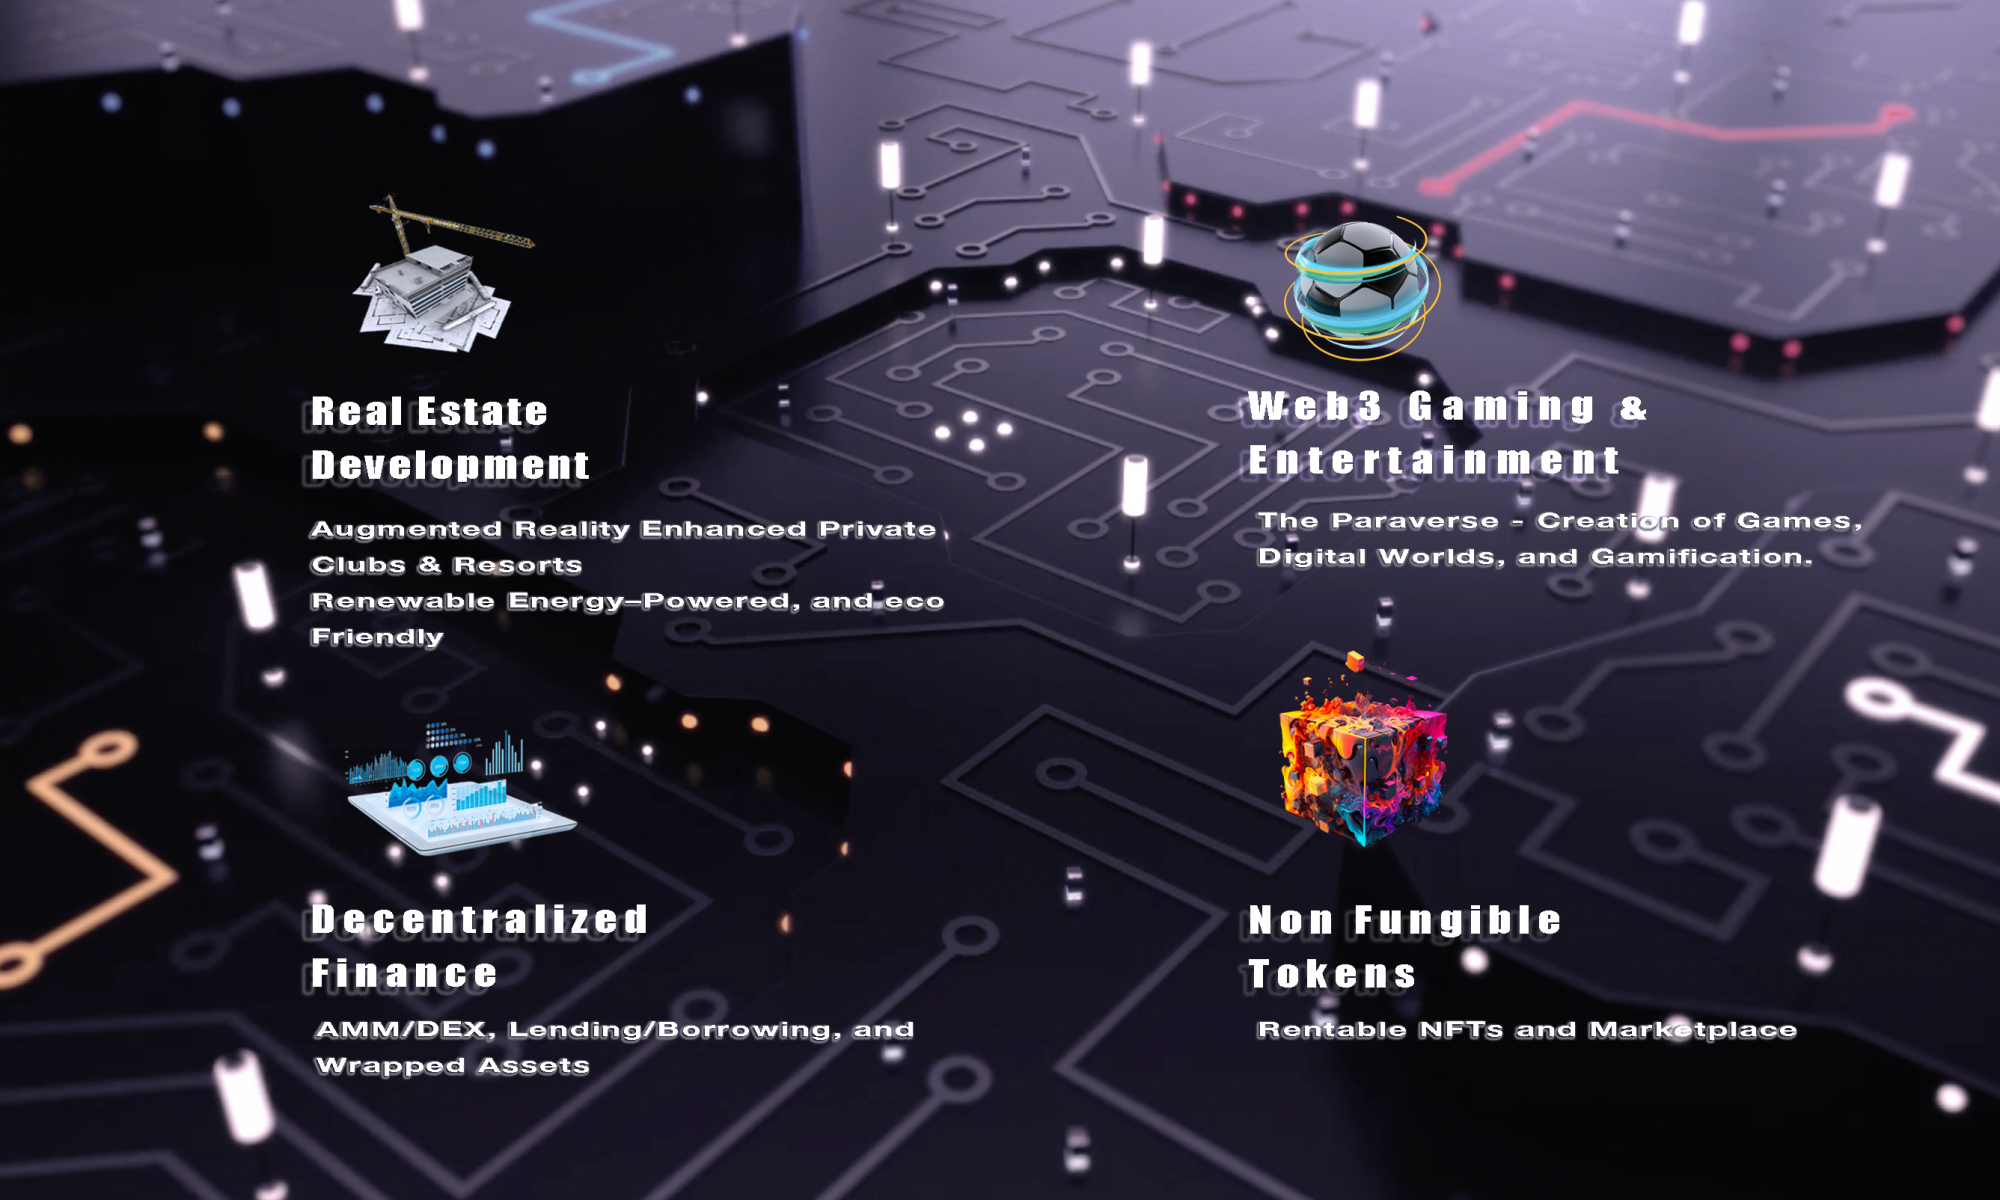 Real Estate
Development
Augmented Reality Enhanced Private
Clubs & Resorts
Renewable Energy–Powered, and eco
Friendly
Web3 Gaming &
Entertainment
The Paraverse - Creation of Games,
Digital Worlds, and Gamification.
Decentralized
Finance
AMM/DEX, Lending/Borrowing, and
Wrapped Assets
Non Fungible
Tokens
Rentable NFTs and Marketplace